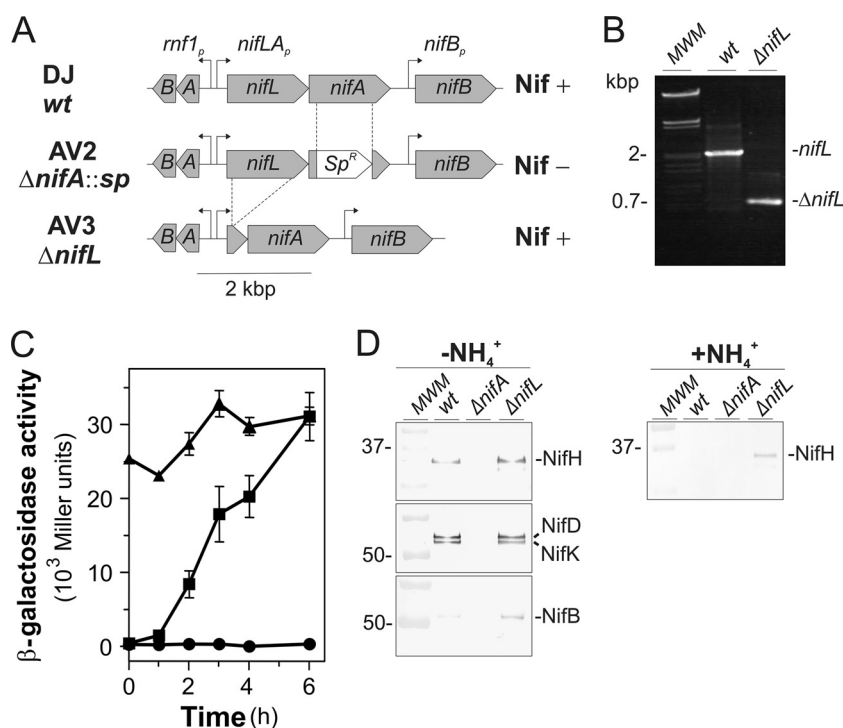 A
rnf1p nifLAp nifBp
DJ
wt
B A nifL nifA nifB
Nif +
AV2
ΔnifA::sp
B A nifL SpR nifB
Nif −
AV3
ΔnifL
B A nifA nifB
Nif +
2 kbp
B
MWM wt ΔnifL
kbp
2-
-nifL
0.7-
-ΔnifL
C
β-galactosidase activity
(10³ Miller units)
30
20
10
0
0 2 4 6
Time (h)
D
-NH₄⁺
MWM wt ΔnifA ΔnifL
37-
-NifH
NifD
NifK
50-
50-
-NifB
+NH₄⁺
MWM wt ΔnifA ΔnifL
37-
-NifH